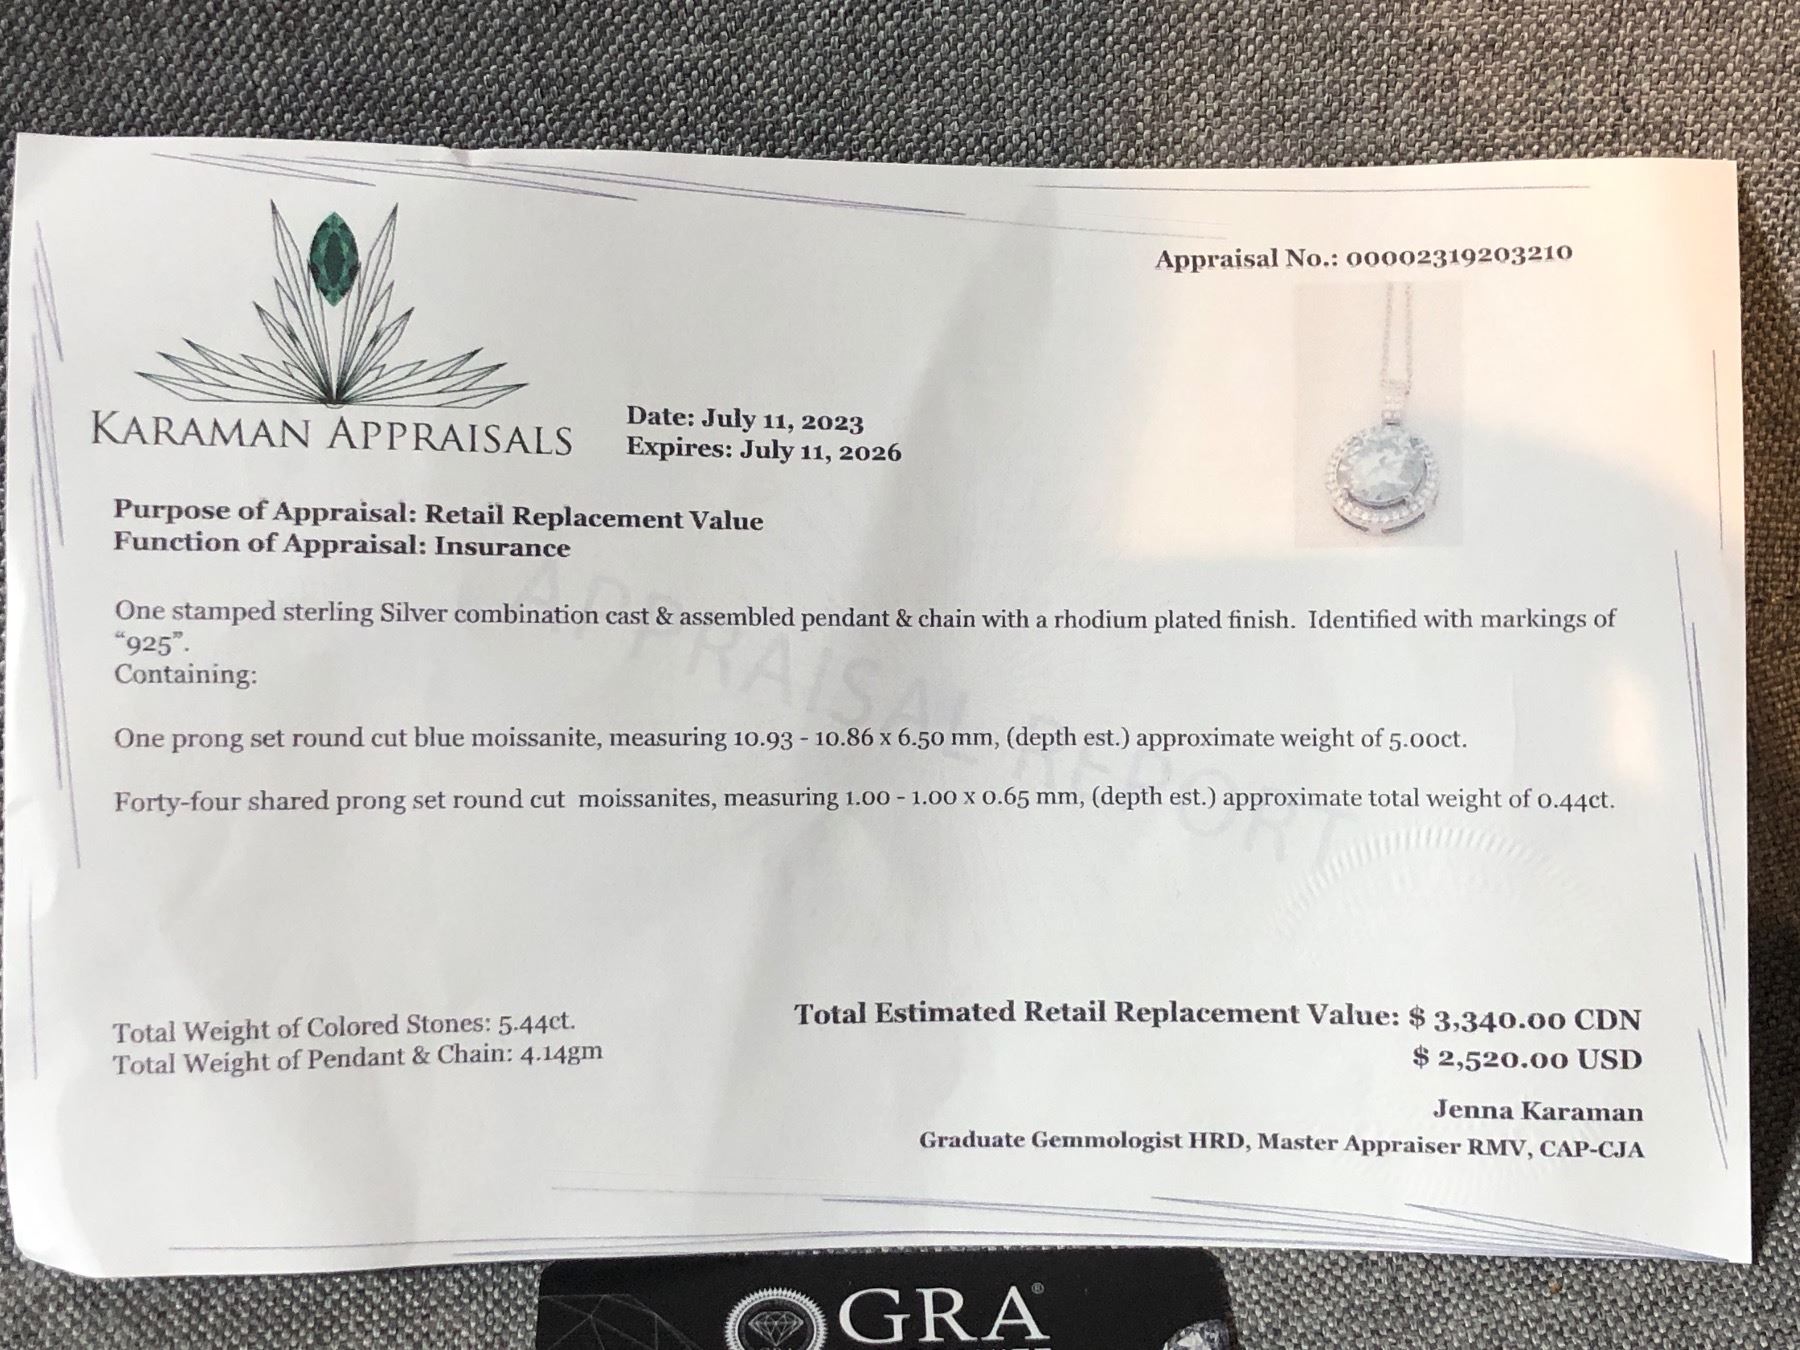 Appraisal No.: 00002319203210
KARAMAN APPRAISALS
Date: July 11, 2023
Expires: July 11, 2026
Purpose of Appraisal: Retail Replacement Value
Function of Appraisal: Insurance
One stamped sterling Silver combination cast & assembled pendant & chain with a rhodium plated finish. Identified with markings of
“925”.
Containing:
One prong set round cut blue moissanite, measuring 10.93 - 10.86 x 6.50 mm, (depth est.) approximate weight of 5.00ct.
Forty-four shared prong set round cut moissanites, measuring 1.00 - 1.00 x 0.65 mm, (depth est.) approximate total weight of 0.44ct.
APPRAISAL REPORT
Total Weight of Colored Stones: 5.44ct.
Total Weight of Pendant & Chain: 4.14gm
Total Estimated Retail Replacement Value: $ 3,340.00 CDN
$ 2,520.00 USD
Jenna Karaman
Graduate Gemmologist HRD, Master Appraiser RMV, CAP-CJA
GRA®